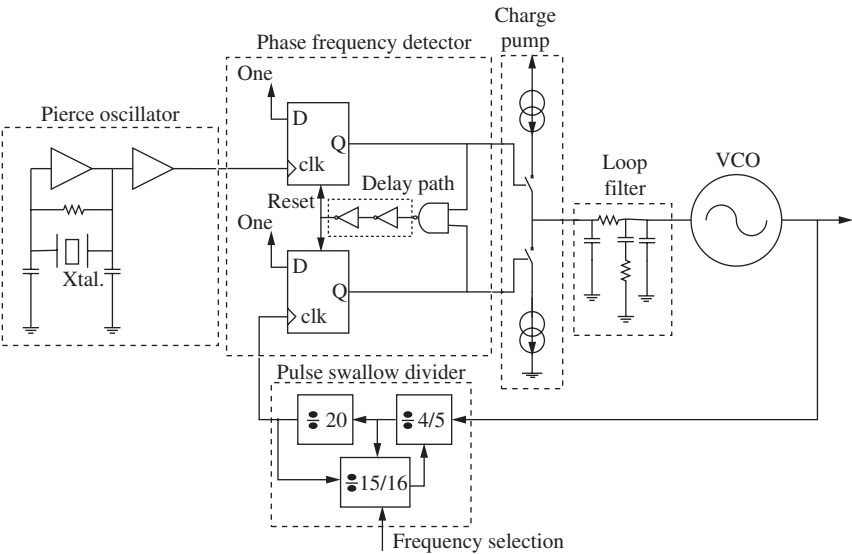 Charge
pump
Phase frequency detector
One
Pierce oscillator
D
Q
clk
Reset
Delay path
One
D
Q
clk
Xtal.
Loop
filter
VCO
Pulse swallow divider
÷ 20
÷ 4/5
÷15/16
Frequency selection